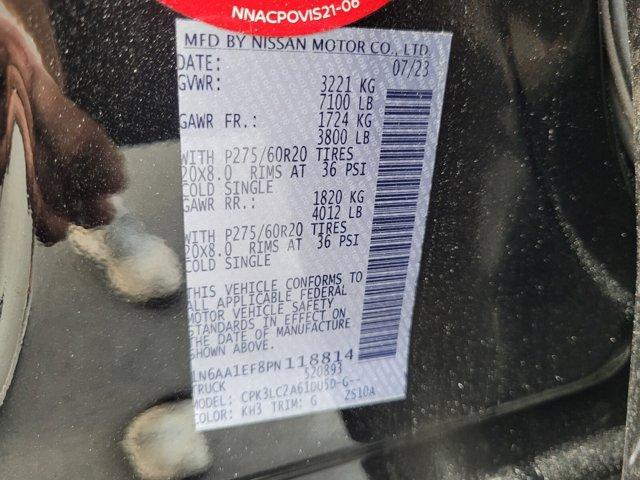 NNACPOVIS21-06
MFD BY NISSAN MOTOR CO., LTD.
DATE: 07/23
GVWR: 3221 KG
7100 LB
GAWR FR.: 1724 KG
3800 LB
WITH P275/60R20 TIRES
20X8.0 RIMS AT 36 PSI
COLD SINGLE
GAWR RR.: 1820 KG
4012 LB
WITH P275/60R20 TIRES
20X8.0 RIMS AT 36 PSI
COLD SINGLE
THIS VEHICLE CONFORMS TO
ALL APPLICABLE FEDERAL
MOTOR VEHICLE SAFETY
STANDARDS IN EFFECT ON
THE DATE OF MANUFACTURE
SHOWN ABOVE.
1N6AA1EF8PN118814
TRUCK 520893
MODEL: CPK3LC2A61DU5D-G--
COLOR: KH3 TRIM: G ZS10A